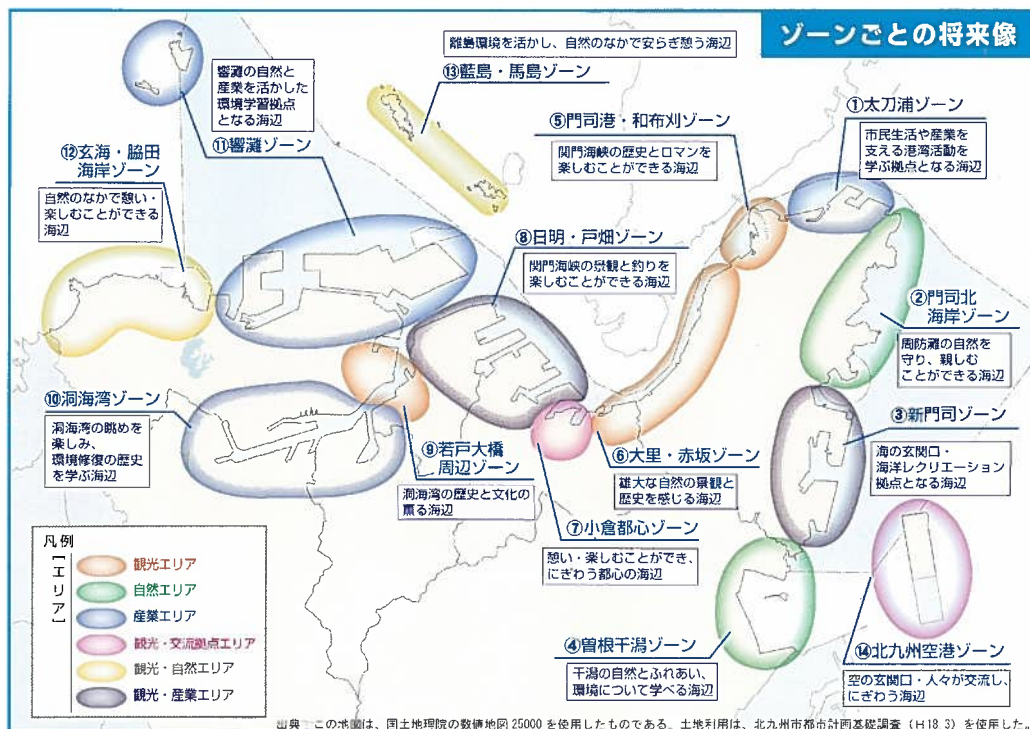 ゾーンごとの将来像
離島環境を活かし、自然のなかで安らぎ憩う海辺
⑬藍島・馬島ゾーン
響灘の自然と
産業を活かした
環境学習拠点
となる海辺
⑪響灘ゾーン
⑫玄海・脇田
海岸ゾーン
自然のなかで憩い・
楽しむことができる
海辺
⑤門司港・和布刈ゾーン
関門海峡の歴史とロマンを
楽しむことができる海辺
①太刀浦ゾーン
市民生活や産業を
支える港湾活動を
学ぶ拠点となる海辺
⑧日明・戸畑ゾーン
関門海峡の景観と釣りを
楽しむことができる海辺
②門司北
海岸ゾーン
周防灘の自然を
守り、親しむ
ことができる海辺
⑩洞海湾ゾーン
洞海湾の眺めを
楽しみ、
環境修復の歴史
を学ぶ海辺
⑨若戸大橋
周辺ゾーン
洞海湾の歴史と文化の
薫る海辺
⑥大里・赤坂ゾーン
雄大な自然の景観と
歴史を感じる海辺
③新門司ゾーン
海の玄関口・
海洋レクリエーション
拠点となる海辺
⑦小倉都心ゾーン
憩い・楽しむことができ、
にぎわう都心の海辺
④曽根干潟ゾーン
干潟の自然とふれあい、
環境について学べる海辺
⑭北九州空港ゾーン
空の玄関口・人々が交流し、
にぎわう海辺
凡例
[エリア]
観光エリア
自然エリア
産業エリア
観光・交流拠点エリア
観光・自然エリア
観光・産業エリア
出典 この地図は、国土地理院の数値地図25000を使用したものである。土地利用は、北九州市都市計画基礎調査（H18.3）を使用した。